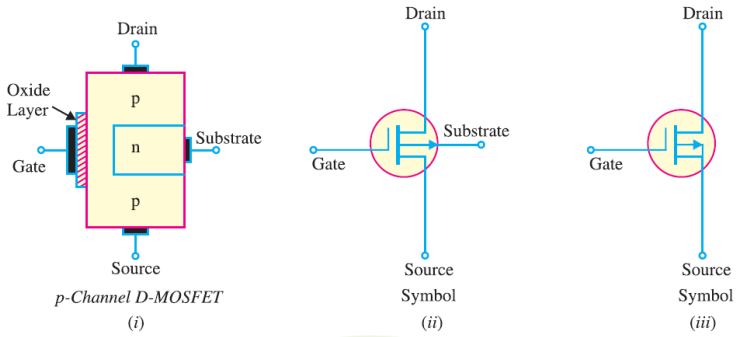 Drain
Oxide
Layer
p
n
p
Substrate
Gate
Source
p-Channel D-MOSFET
(i)
Drain
Substrate
Gate
Source
Symbol
(ii)
Drain
Gate
Source
Symbol
(iii)